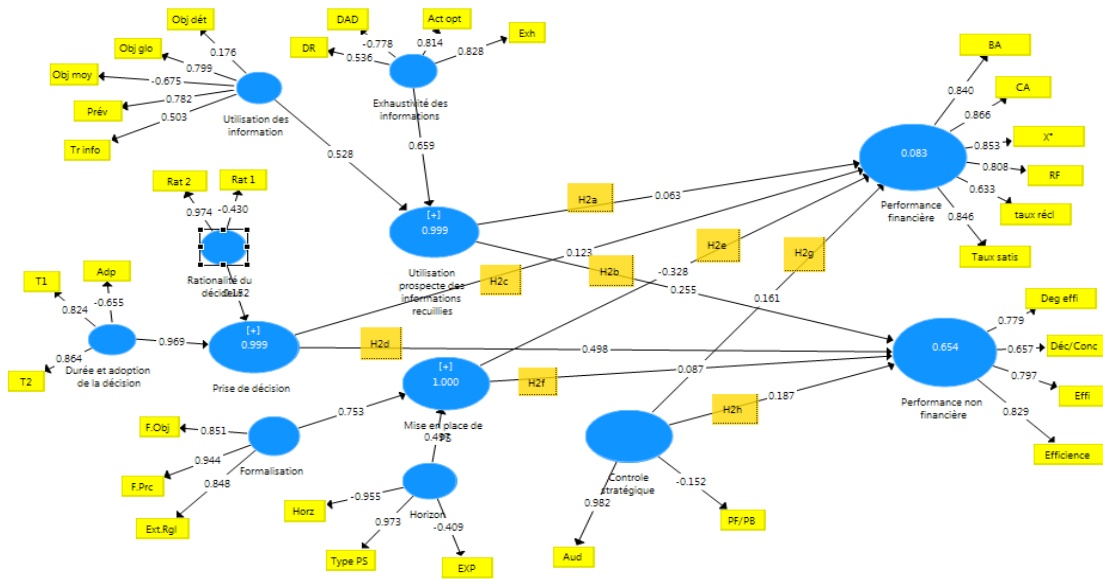 Obj dét
DAD
Act opt
Exh
DR
-0.778
0.814
0.828
0.536
BA
Obj glo
0.176
0.799
Obj moy
-0.675
Prév
0.782
0.503
Tr info
Utilisation des
information
Exhaustivité des
informations
0.840
CA
0.866
X*
0.853
0.083
0.808
RF
0.633
taux récl
0.846
Performance
financière
Taux satis
0.528
0.659
Rat 2
Rat 1
0.974
-0.430
H2a
0.063
[+]
0.999
H2e
H2g
0.123
Utilisation
prospecte des
informations
recuillies
H2c
H2b
-0.328
0.255
0.161
Rationalité du
T1
Adp
0.824
-0.655
0.864
T2
Durée et adoption
de la décision
0.969
[+]
0.999
Prise de décision
H2d
0.498
0.087
[+]
1.000
H2f
0.187
H2h
Mise en place de
Deg effi
0.779
0.654
0.657
Déc/Conc
0.797
Effi
0.829
Performance non
financière
Efficience
0.753
F.Obj
0.851
0.944
F.Prc
0.848
Ext.Rgl
Formalisation
Horz
-0.955
0.973
-0.409
Horizon
Type PS
EXP
Controle
stratégique
0.982
-0.152
PF/PB
Aud